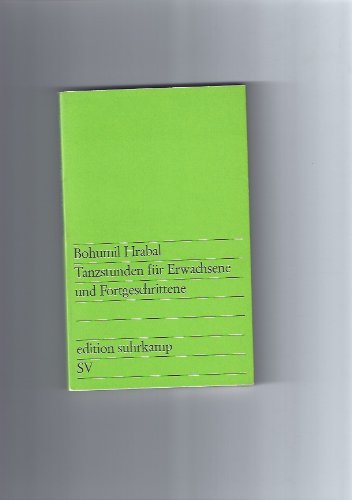 Bohumil Hrabal
Tanzstunden für Erwachsene
und Fortgeschrittene
edition suhrkamp
SV